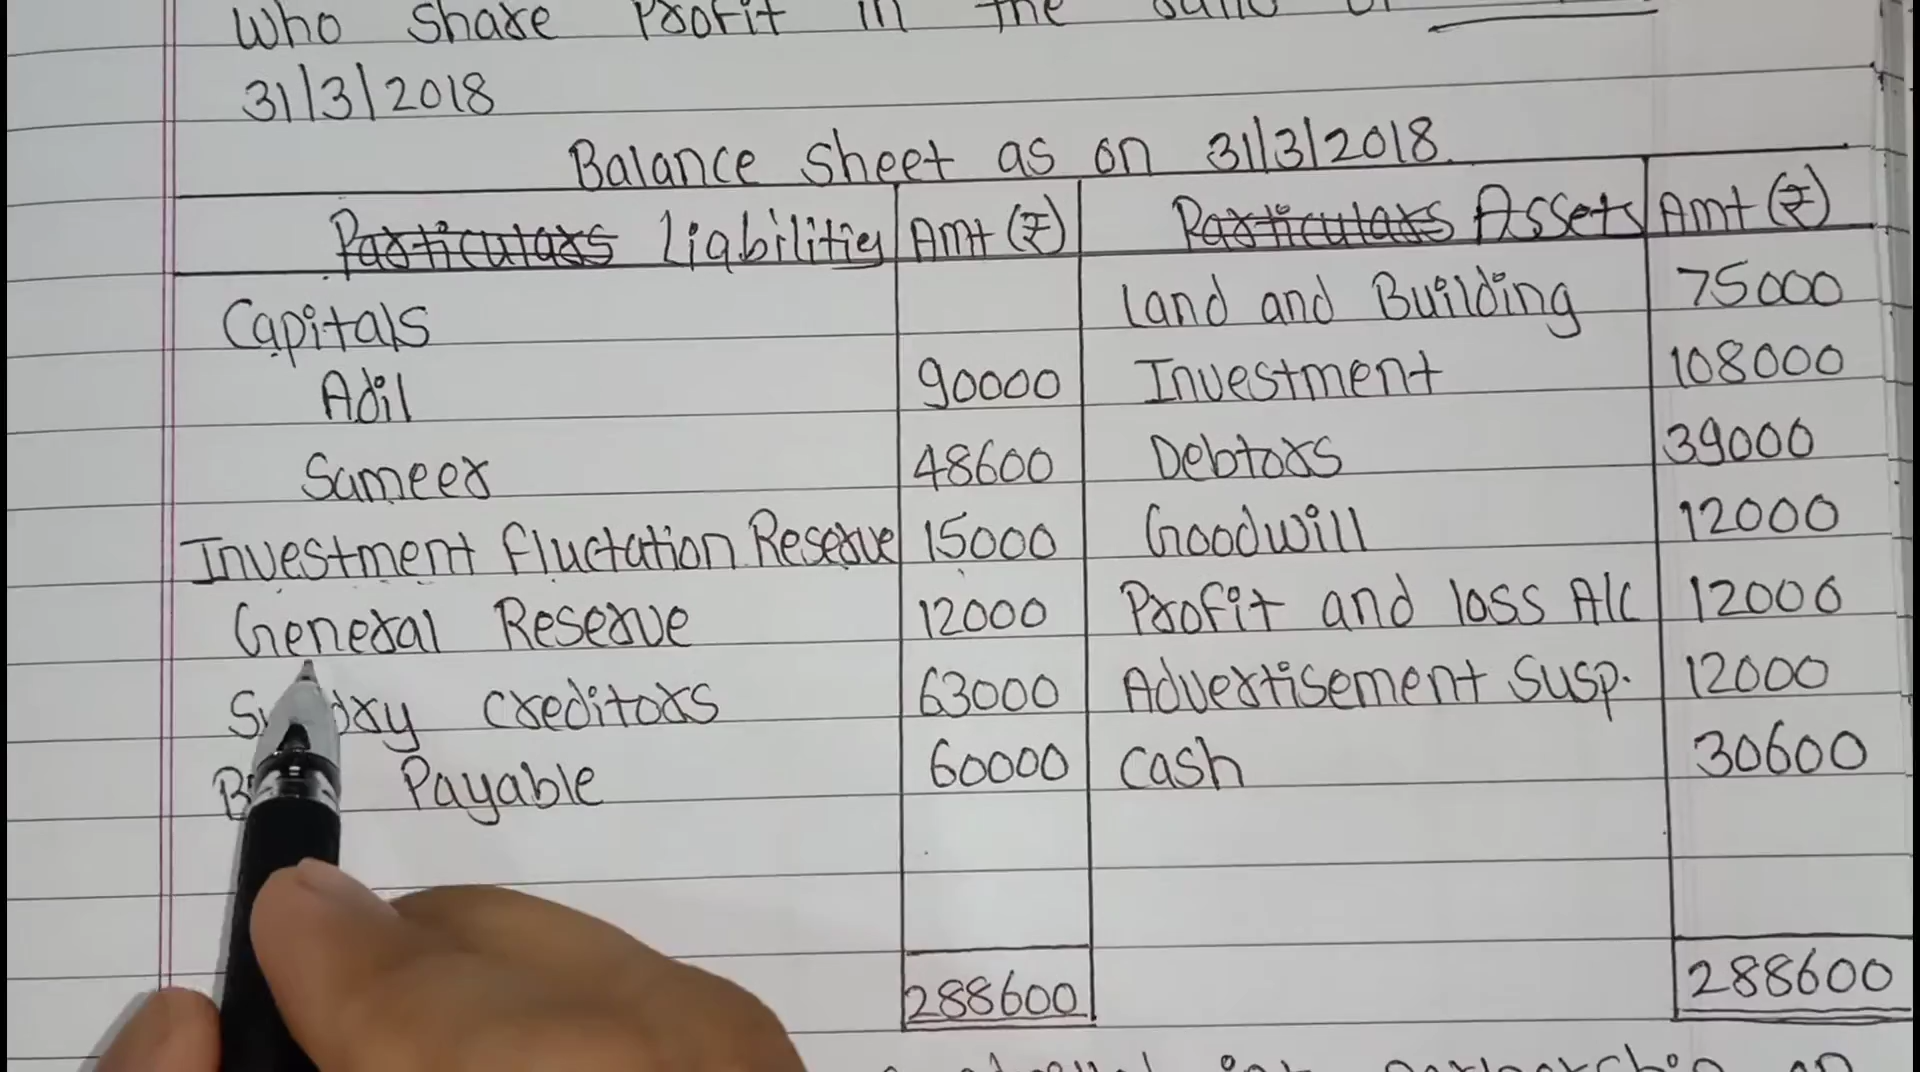 who share Profit in the
31/3/2018
Balance sheet as on 31/3/2018
Particulars Liabilities Amt (₹) Particulars Assets Amt (₹)
Capitals Land and Building 75000
Adil 90000 Investment 108000
Sameer 48600 Debtors 39000
Investment Fluctation Reserve 15000 Goodwill 12000
General Reserve 12000 Profit and loss A/c 12000
creditors 63000 Advertisement Susp. 12000
Payable 60000 cash 30600
288600 288600